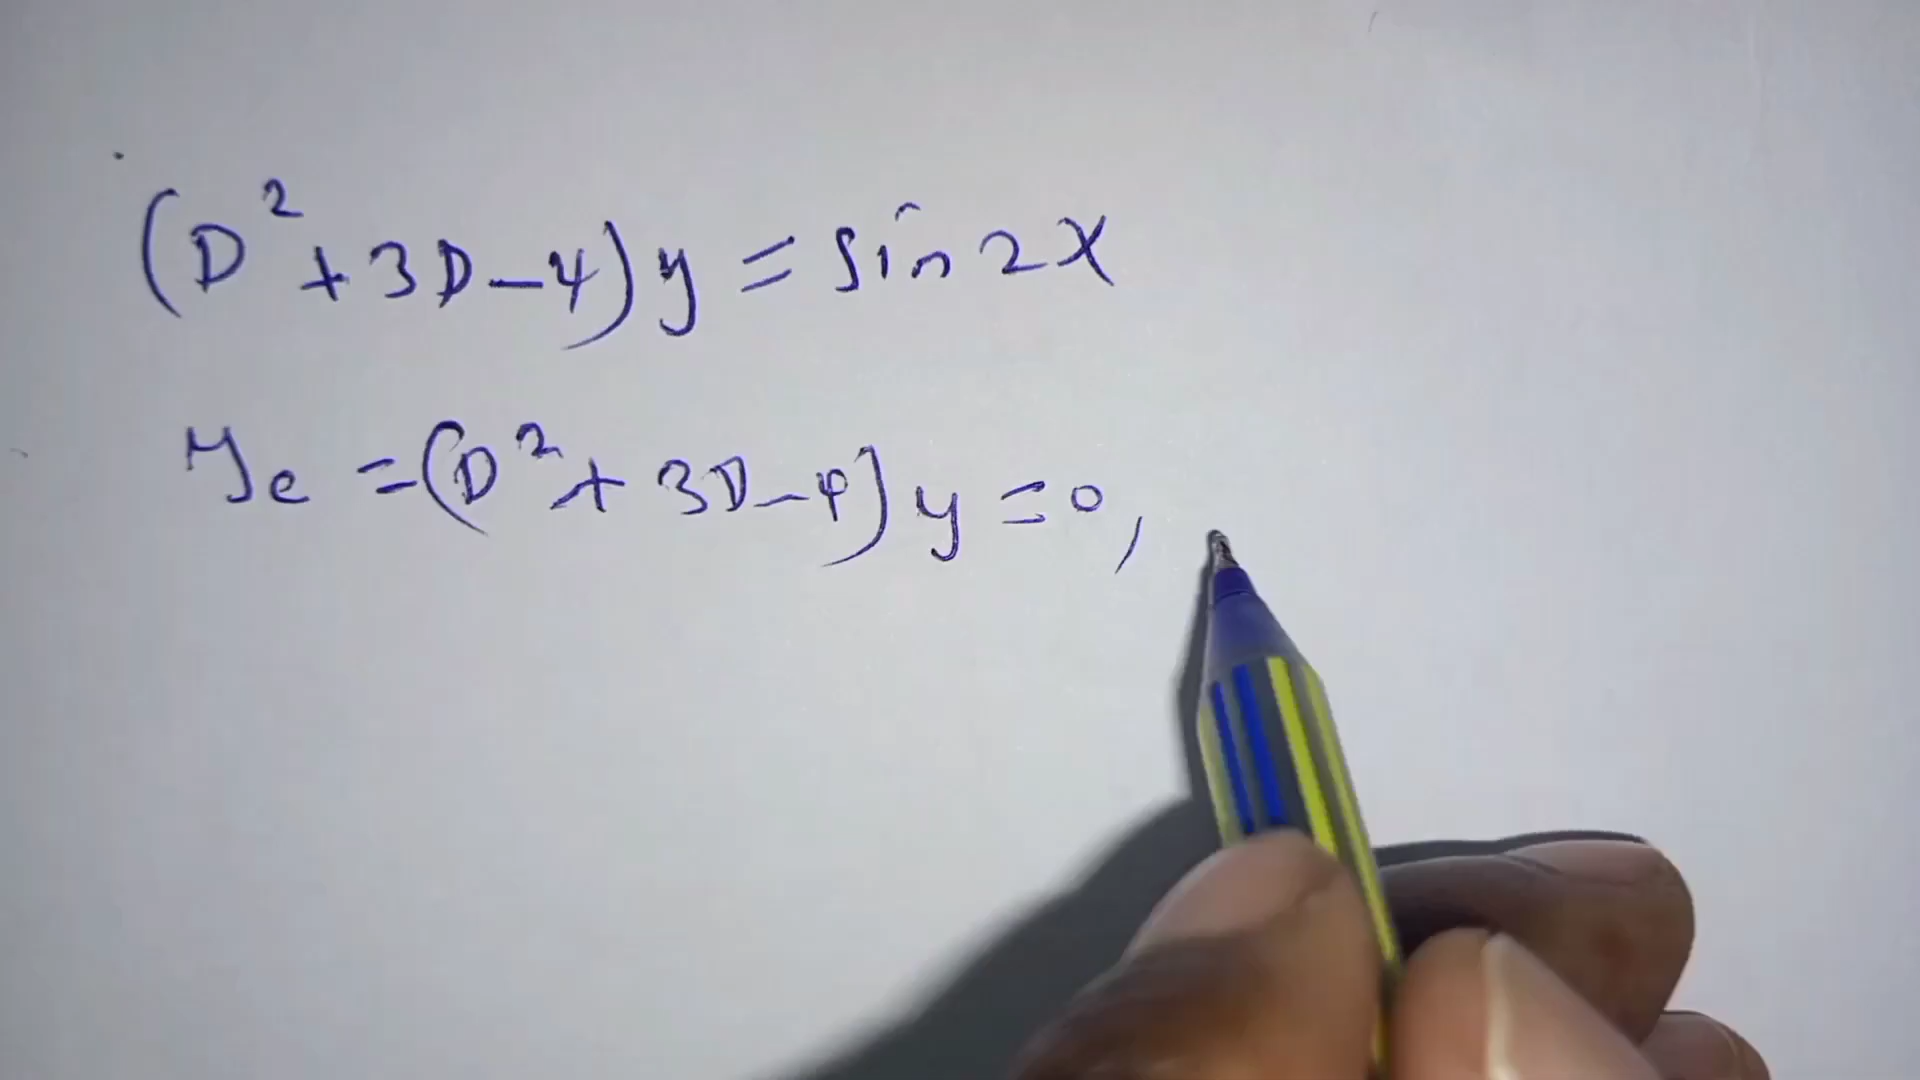 (D²+3D-4)y = sin 2x
y_c = (D²+3D-4)y = 0,